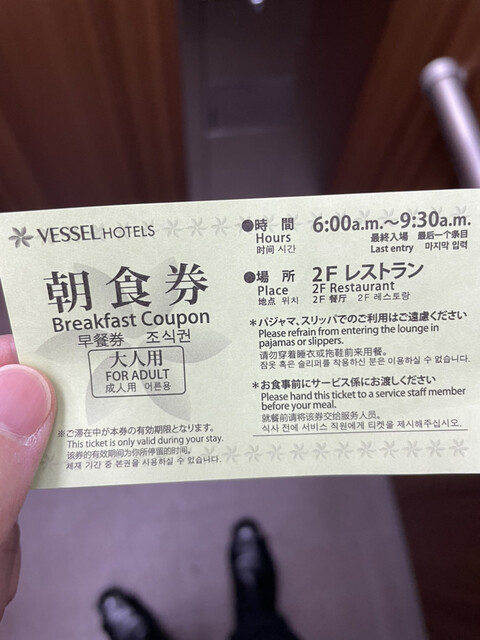 VESSEL HOTELS
朝食券
Breakfast Coupon
早餐券 조식권
大人用
FOR ADULT
成人用 어른용
※ご滞在中が本券の有効期限となります。
This ticket is only valid during your stay.
该券的有效期间为你所停留的时间。
체재 기간 중 본권을 사용하실 수 있습니다.
●時間 6:00a.m.~9:30a.m.
Hours 最終入場 最后一个条目
时间 시간 Last entry 마지막 입력
●場所 2F レストラン
Place 2F Restaurant
地点 위치 2F 餐厅 2F 레스토랑
*パジャマ、スリッパでのご利用はご遠慮ください
Please refrain from entering the lounge in
pajamas or slippers.
请勿穿着睡衣或拖鞋前来用餐。
잠옷 혹은 슬리퍼를 착용하신 분은 이용하실 수 없습니다.
*お食事前にサービス係にお渡しください
Please hand this ticket to a service staff member
before your meal.
就餐前请将该券交给服务人员。
식사 전에 서비스 직원에게 티켓을 제시해주십시오.